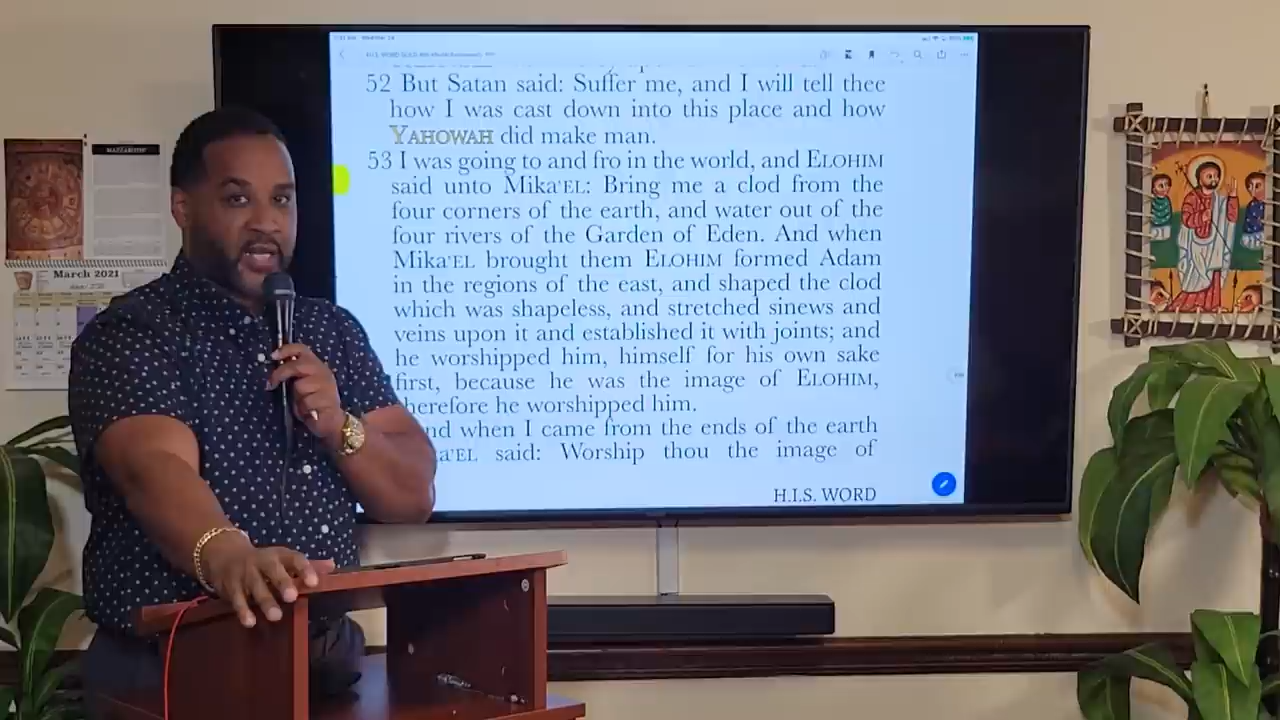 MAZZAROTH
March 2021
52 But Satan said: Suffer me, and I will tell thee
how I was cast down into this place and how
YAHOWAH did make man.
53 I was going to and fro in the world, and ELOHIM
said unto Mika'EL: Bring me a clod from the
four corners of the earth, and water out of the
four rivers of the Garden of Eden. And when
Mika'EL brought them ELOHIM formed Adam
in the regions of the east, and shaped the clod
which was shapeless, and stretched sinews and
veins upon it and established it with joints; and
he worshipped him, himself for his own sake
first, because he was the image of ELOHIM,
herefore he worshipped him.
nd when I came from the ends of the earth
a'EL said: Worship thou the image of
H.I.S. WORD